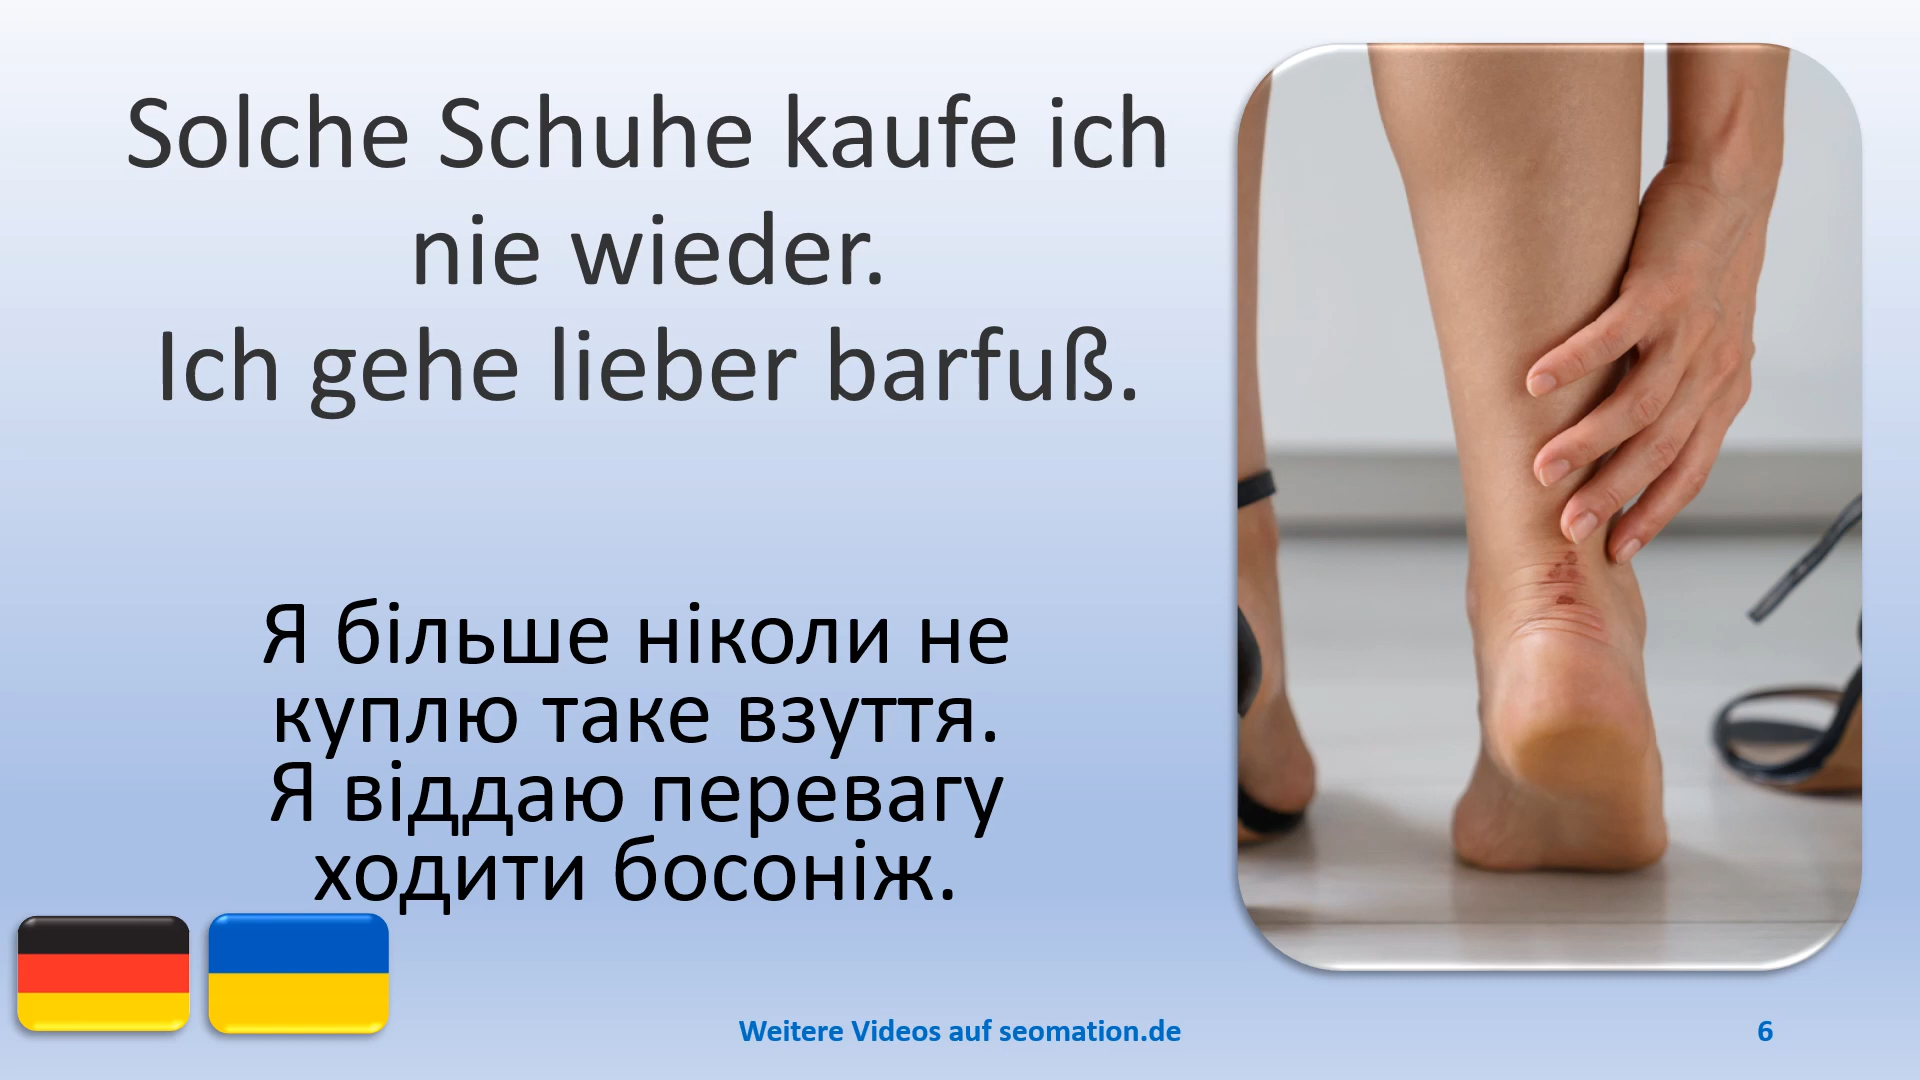 Solche Schuhe kaufe ich
nie wieder.
Ich gehe lieber barfuß.
Я більше ніколи не
куплю таке взуття.
Я віддаю перевагу
ходити босоніж.
Weitere Videos auf seomation.de
6